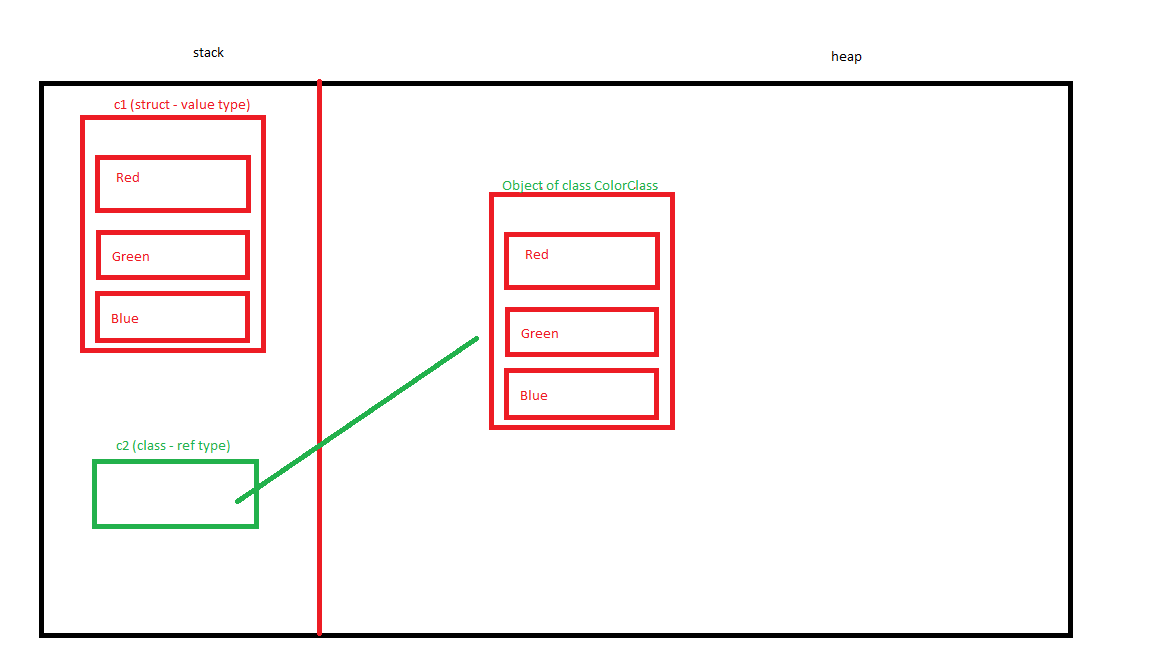 stack
heap
c1 (struct - value type)
Red
Green
Blue
Object of class ColorClass
Red
Green
Blue
c2 (class - ref type)